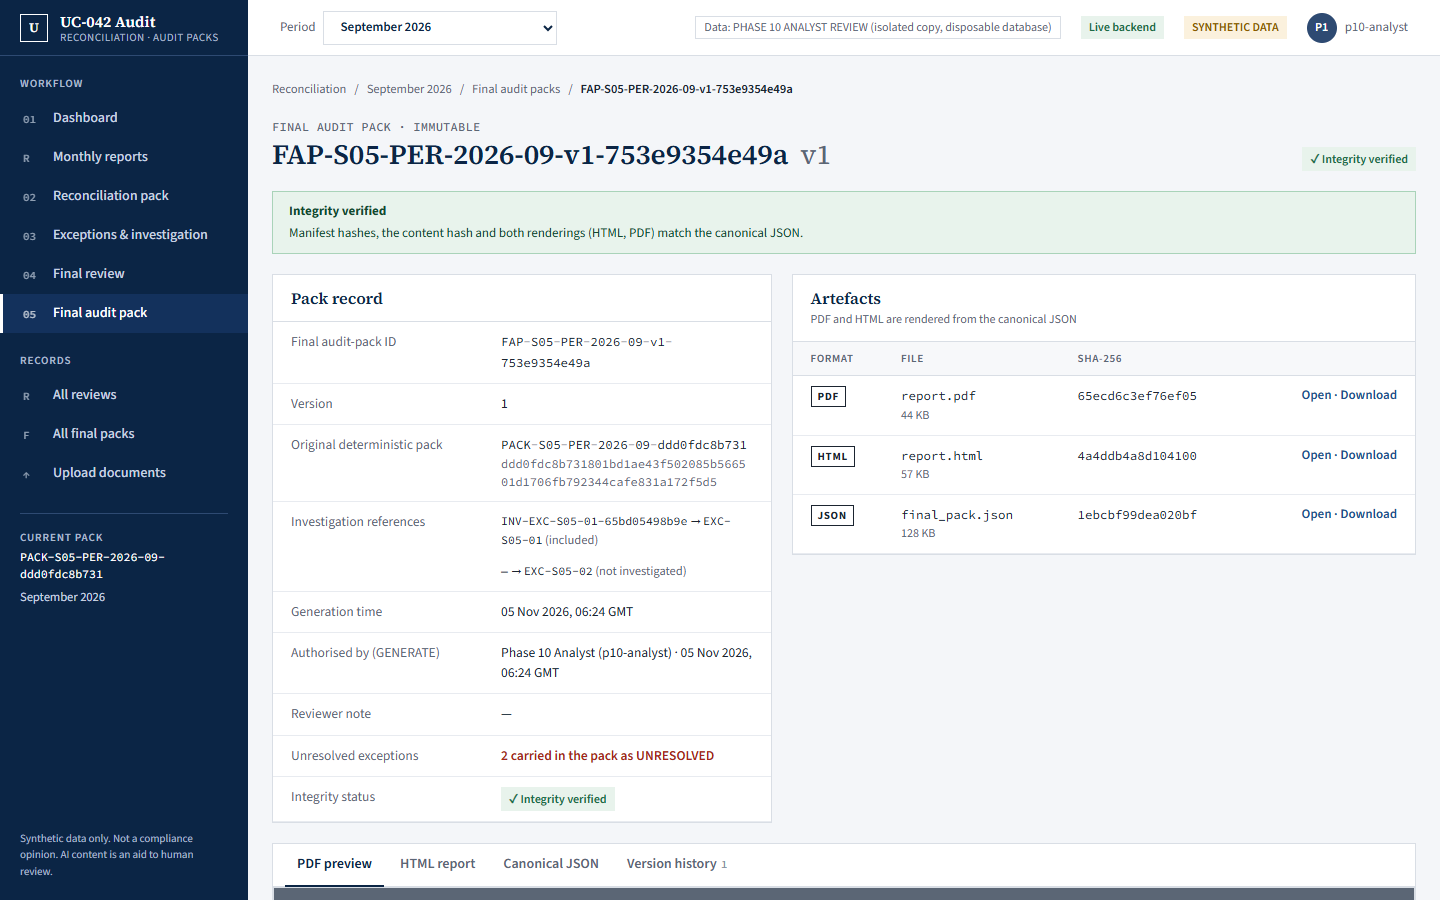 U
UC-042 Audit
RECONCILIATION · AUDIT PACKS
WORKFLOW
01 Dashboard
R Monthly reports
02 Reconciliation pack
03 Exceptions & investigation
04 Final review
05 Final audit pack
RECORDS
R All reviews
F All final packs
↑ Upload documents
CURRENT PACK
PACK-S05-PER-2026-09-
ddd0fdc8b731
September 2026
Synthetic data only. Not a compliance
opinion. AI content is an aid to human
review.
Period September 2026
Data: PHASE 10 ANALYST REVIEW (isolated copy, disposable database)
Live backend
SYNTHETIC DATA
P1 p10-analyst
Reconciliation / September 2026 / Final audit packs / FAP-S05-PER-2026-09-v1-753e9354e49a
FINAL AUDIT PACK · IMMUTABLE
FAP-S05-PER-2026-09-v1-753e9354e49a v1
✓ Integrity verified
Integrity verified
Manifest hashes, the content hash and both renderings (HTML, PDF) match the canonical JSON.
Pack record
Final audit-pack ID FAP-S05-PER-2026-09-v1-
753e9354e49a
Version 1
Original deterministic pack PACK-S05-PER-2026-09-ddd0fdc8b731
ddd0fdc8b731801bd1ae43f502085b5665
01d1706fb792344cafe831a172f5d5
Investigation references INV-EXC-S05-01-65bd05498b9e → EXC-
S05-01 (included)
— → EXC-S05-02 (not investigated)
Generation time 05 Nov 2026, 06:24 GMT
Authorised by (GENERATE) Phase 10 Analyst (p10-analyst) · 05 Nov 2026,
06:24 GMT
Reviewer note —
Unresolved exceptions 2 carried in the pack as UNRESOLVED
Integrity status ✓ Integrity verified
Artefacts
PDF and HTML are rendered from the canonical JSON
FORMAT FILE SHA-256
PDF report.pdf 65ecd6c3ef76ef05 Open · Download
44 KB
HTML report.html 4a4ddb4a8d104100 Open · Download
57 KB
JSON final_pack.json 1ebcbf99dea020bf Open · Download
128 KB
PDF preview HTML report Canonical JSON Version history 1